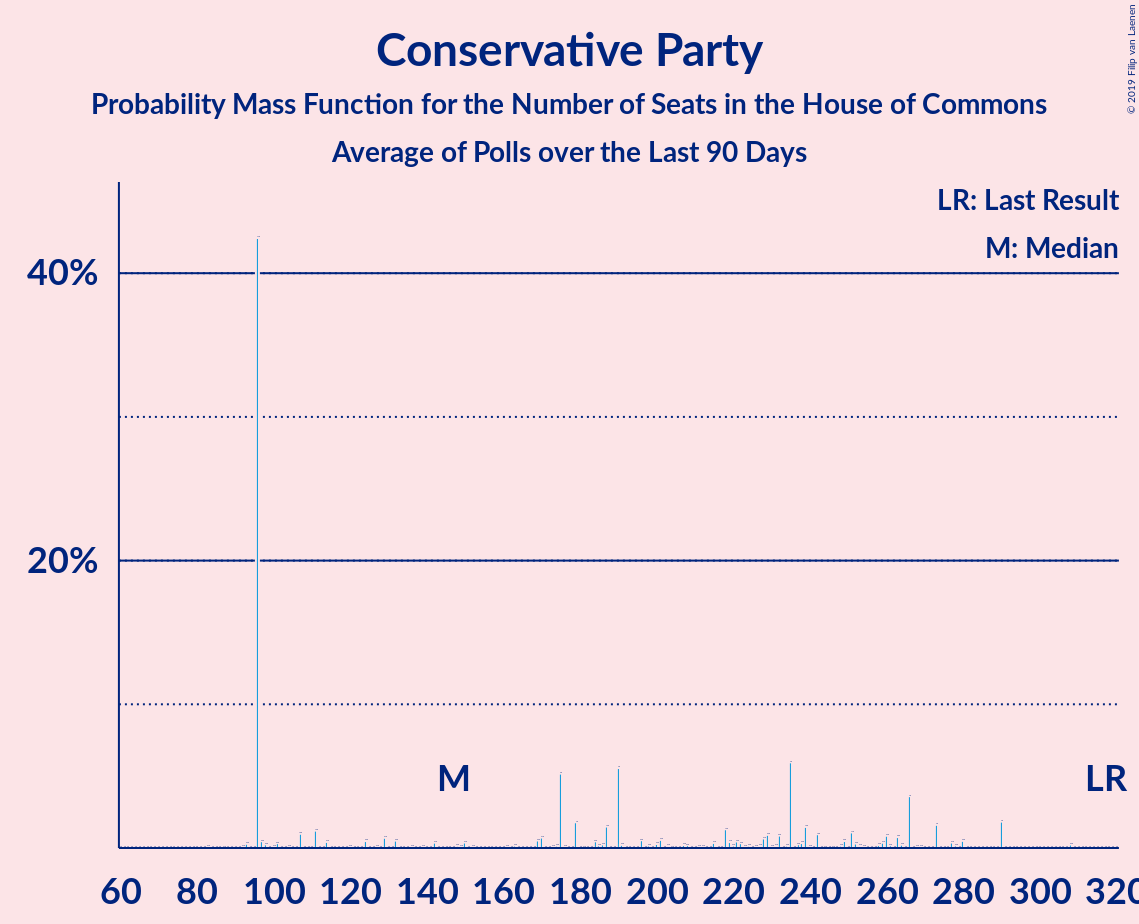 Conservative Party
Probability Mass Function for the Number of Seats in the House of Commons
Average of Polls over the Last 90 Days
© 2019 Filip van Laenen
LR: Last Result
M: Median
40%
20%
M
LR
60 80 100 120 140 160 180 200 220 240 260 280 300 320